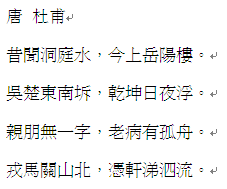 唐 杜甫
昔聞洞庭水，今上岳陽樓。
吳楚東南坼，乾坤日夜浮。
親朋無一字，老病有孤舟。
戎馬關山北，憑軒涕泗流。